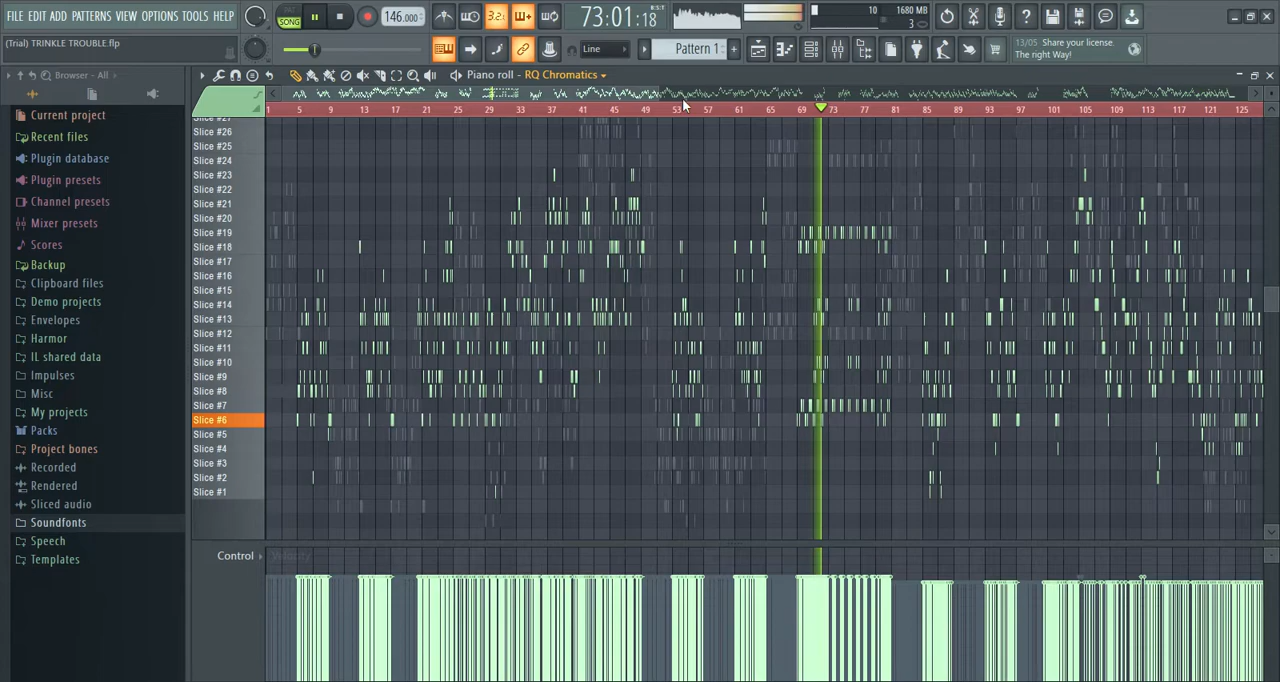 FILE EDIT ADD PATTERNS VIEW OPTIONS TOOLS HELP
PAT
SONG
146.000
3.2.
73:01:18
10
1680 MB
3
(Trial) TRINKLE TROUBLE.flp
Line
Pattern 1
13/05 Share your license.
The right Way!
Browser - All
Piano roll - RQ Chromatics
Current project
Recent files
Plugin database
Plugin presets
Channel presets
Mixer presets
Scores
Backup
Clipboard files
Demo projects
Envelopes
Harmor
IL shared data
Impulses
Misc
My projects
Packs
Project bones
Recorded
Rendered
Sliced audio
Soundfonts
Speech
Templates
1 5 9 13 17 21 25 29 33 37 41 45 49 53 57 61 65 69 73 77 81 85 89 93 97 101 105 109 113 117 121 125
Slice #27
Slice #26
Slice #25
Slice #24
Slice #23
Slice #22
Slice #21
Slice #20
Slice #19
Slice #18
Slice #17
Slice #16
Slice #15
Slice #14
Slice #13
Slice #12
Slice #11
Slice #10
Slice #9
Slice #8
Slice #7
Slice #6
Slice #5
Slice #4
Slice #3
Slice #2
Slice #1
Control
Velocity